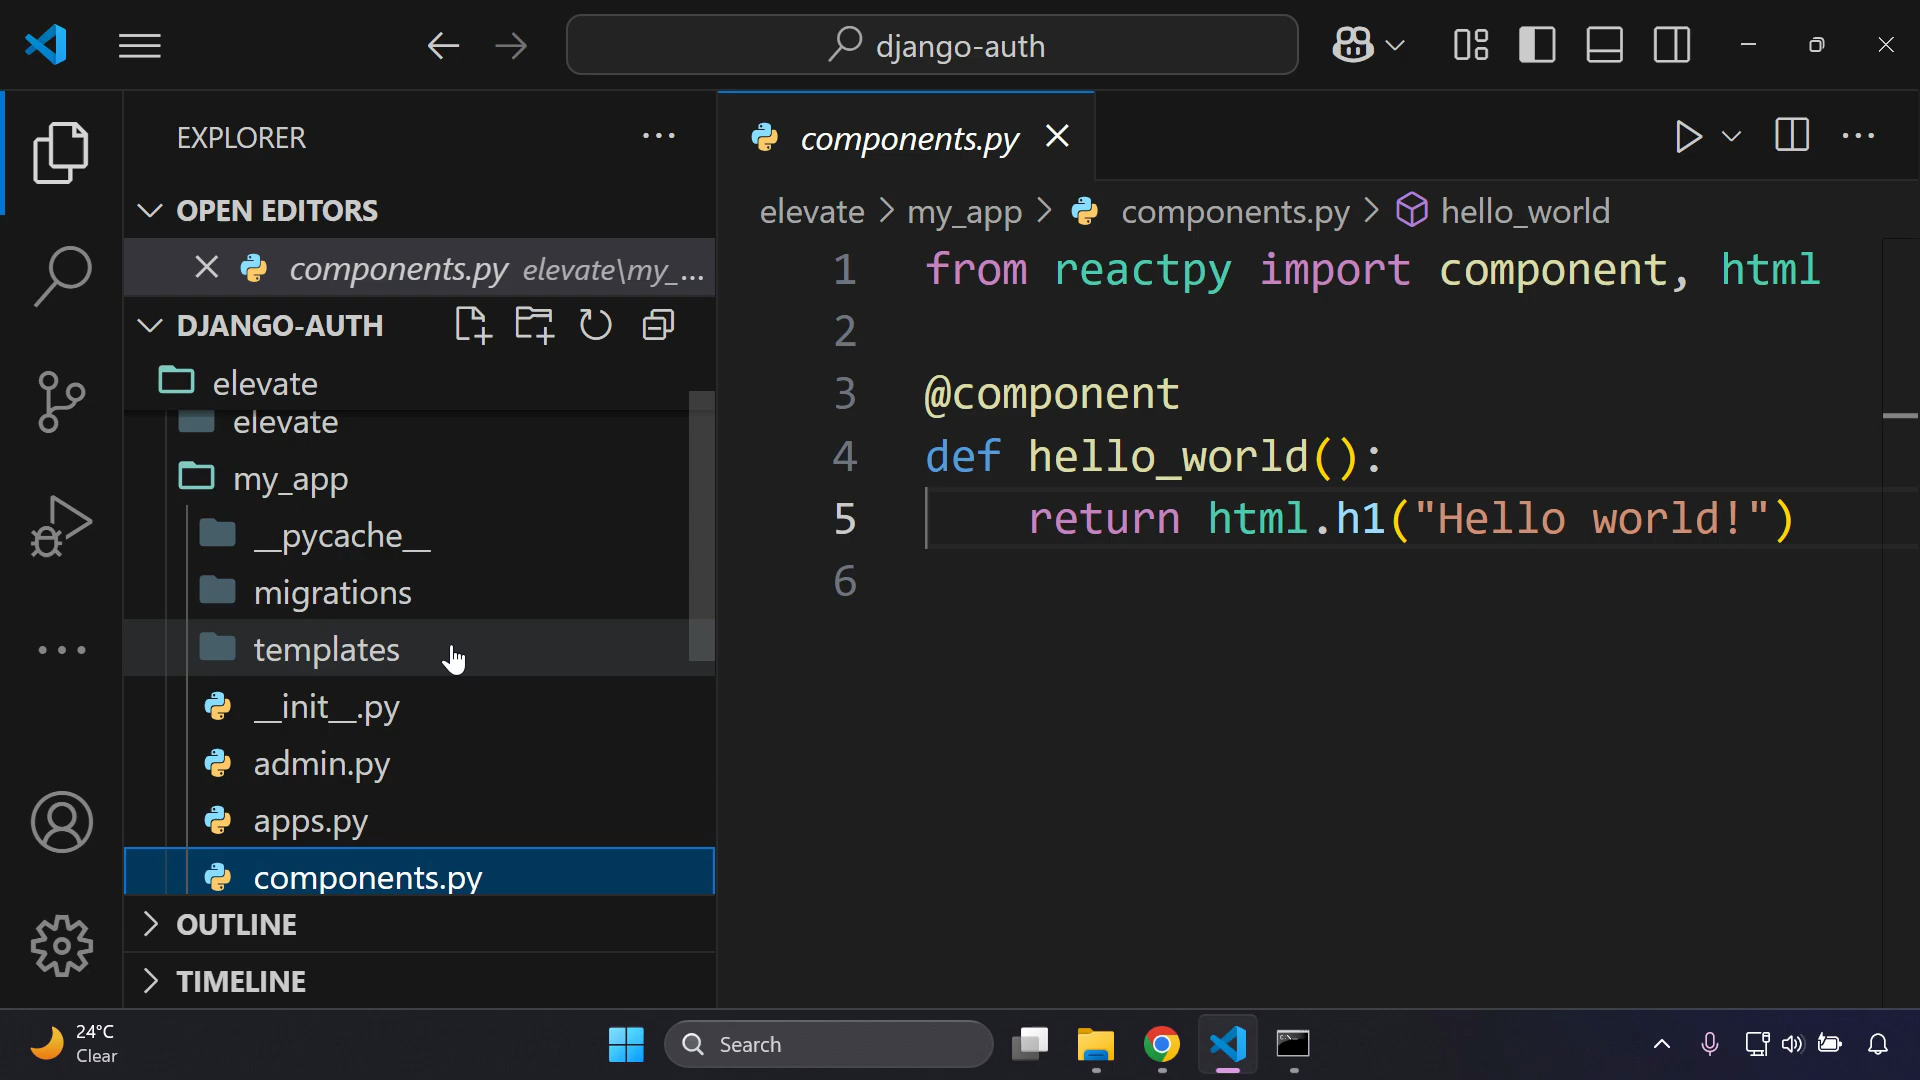 django-auth
EXPLORER
OPEN EDITORS
components.py elevate\my_...
DJANGO-AUTH
elevate
elevate
my_app
__pycache__
migrations
templates
__init__.py
admin.py
apps.py
components.py
OUTLINE
TIMELINE
components.py
elevate > my_app > components.py > hello_world
1 from reactpy import component, html
2
3 @component
4 def hello_world():
5 return html.h1("Hello world!")
6
24°C
Clear
Search